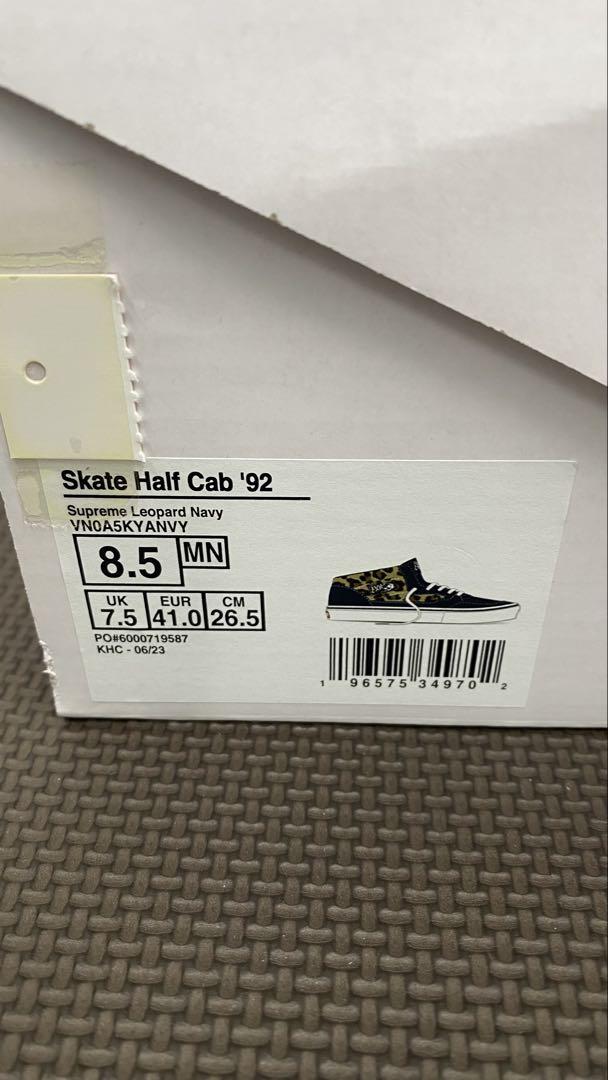 Skate Half Cab '92
Supreme Leopard Navy
VN0A5KYANVY
8.5 MN
UK EUR CM
7.5 41.0 26.5
PO#6000719587
KHC - 06/23
1 96575 34970 2